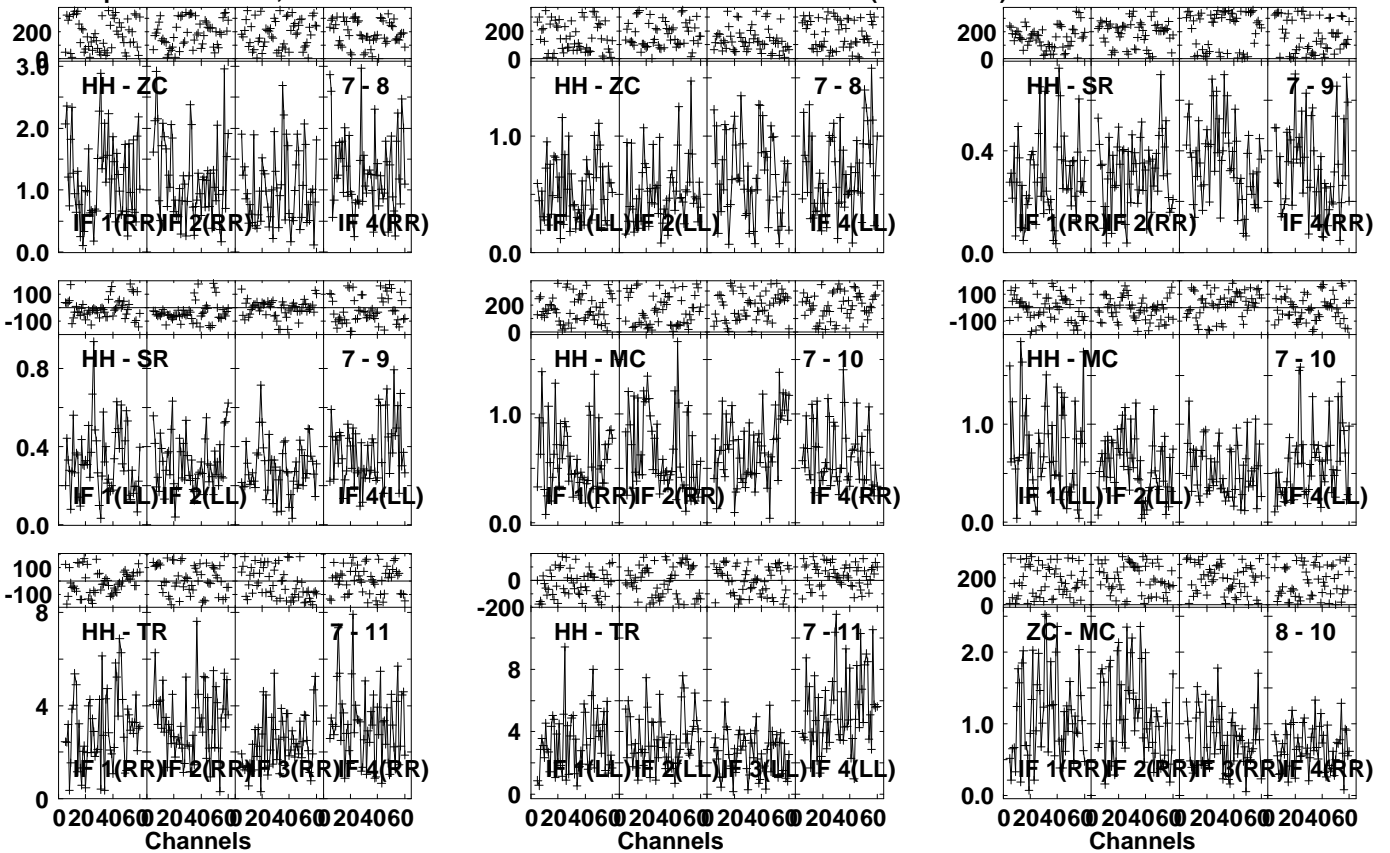 200 200 200
0 0 0
3.0
HH - ZC 7 - 8 HH - ZC 7 - 8 HH - SR 7 - 9
2.0 1.0 0.4
1.0
IF 1(RR) IF 2(RR) IF 4(RR) IF 1(LL) IF 2(LL) IF 4(LL) IF 1(RR) IF 2(RR) IF 4(RR)
0.0 0.0 0.0
100 200 100
-100 0 -100
HH - SR 7 - 9 HH - MC 7 - 10 HH - MC 7 - 10
0.8 1.0 1.0
0.4
IF 1(LL) IF 2(LL) IF 4(LL) IF 1(RR) IF 2(RR) IF 4(RR) IF 1(LL) IF 2(LL) IF 4(LL)
0.0 0.0 0.0
100 0 200
-100 -200 0
8
HH - TR 7 - 11 HH - TR 7 - 11 ZC - MC 8 - 10
8 2.0
4 4 1.0
IF 1(RR) IF 2(RR) IF 3(RR) IF 4(RR) IF 1(LL) IF 2(LL) IF 3(LL) IF 4(LL) IF 1(RR) IF 2(RR) IF 3(RR) IF 4(RR)
0 0 0.0
0 20 40 60 0 20 40 60 0 20 40 60 0 20 40 60 0 20 40 60 0 20 40 60 0 20 40 60 0 20 40 60 0 20 40 60 0 20 40 60 0 20 40 60 0 20 40 60
Channels Channels Channels